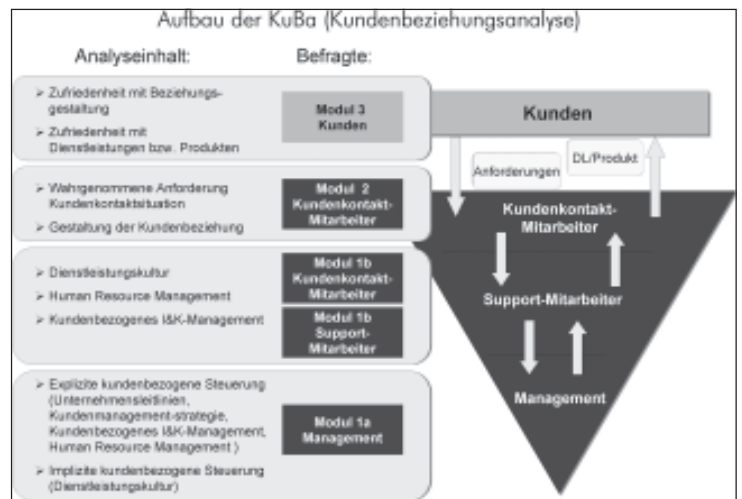 Aufbau der KuBa (Kundenbeziehungsanalyse)
Analyseinhalt:
Befragte:
➢ Zufriedenheit mit Beziehungs-
gestaltung
➢ Zufriedenheit mit
Dienstleistungen bzw. Produkten
Modul 3
Kunden
➢ Wahrgenommene Anforderung
Kundenkontaktsituation
➢ Gestaltung der Kundenbeziehung
Modul 2
Kundenkontakt-
Mitarbeiter
➢ Dienstleistungskultur
➢ Human Resource Management
➢ Kundenbezogenes I&K-Management
Modul 1b
Kundenkontakt-
Mitarbeiter
Modul 1b
Support-
Mitarbeiter
➢ Explizite kundenbezogene Steuerung
(Unternehmensleitlinien,
Kundenmanagement-strategie,
Kundenbezogenes I&K-Management,
Human Resource Management )
➢ Implizite kundenbezogene Steuerung
(Dienstleistungskultur)
Modul 1a
Management
Kunden
Anforderungen
DL/Produkt
Kundenkontakt-
Mitarbeiter
Support-Mitarbeiter
Management